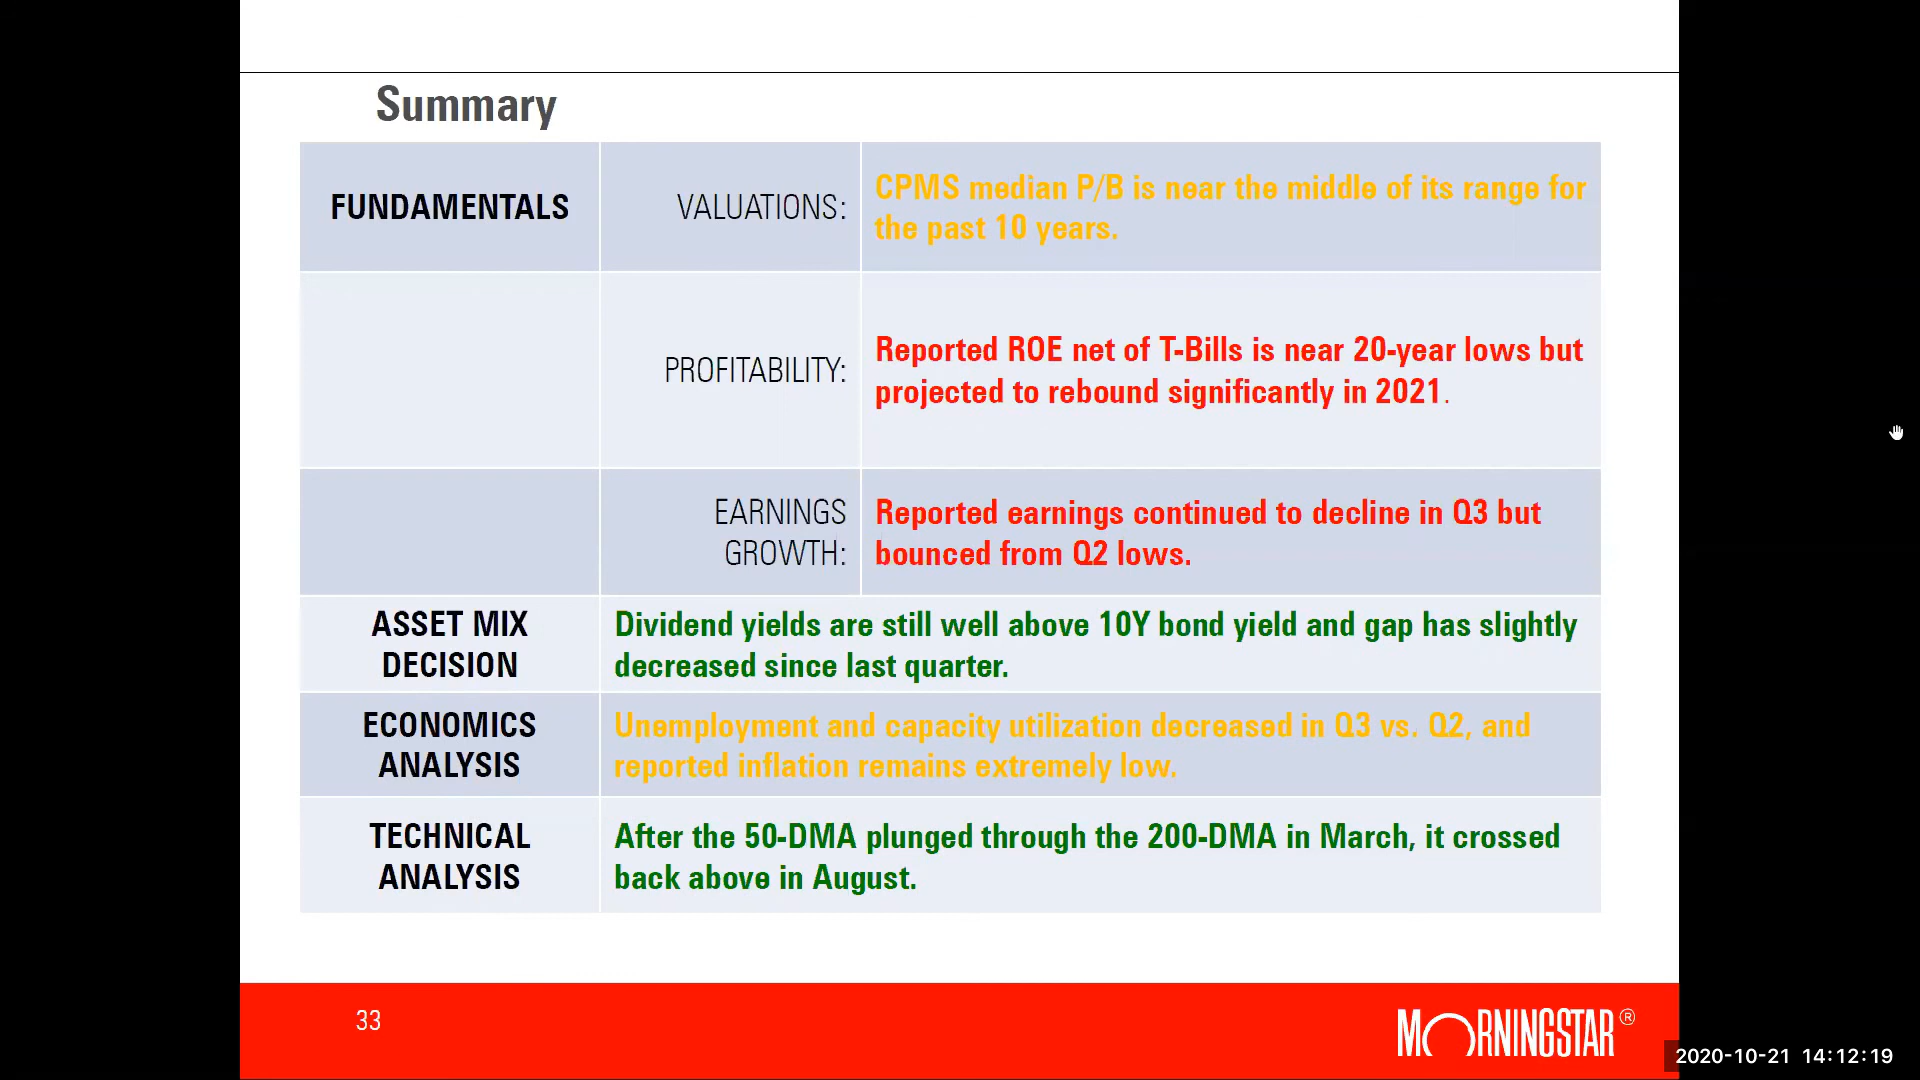 Summary
FUNDAMENTALS
VALUATIONS:
CPMS median P/B is near the middle of its range for
the past 10 years.
PROFITABILITY:
Reported ROE net of T-Bills is near 20-year lows but
projected to rebound significantly in 2021.
EARNINGS
GROWTH:
Reported earnings continued to decline in Q3 but
bounced from Q2 lows.
ASSET MIX
DECISION
Dividend yields are still well above 10Y bond yield and gap has slightly
decreased since last quarter.
ECONOMICS
ANALYSIS
Unemployment and capacity utilization decreased in Q3 vs. Q2, and
reported inflation remains extremely low.
TECHNICAL
ANALYSIS
After the 50-DMA plunged through the 200-DMA in March, it crossed
back above in August.
33
MORNINGSTAR®
2020-10-21 14:12:19